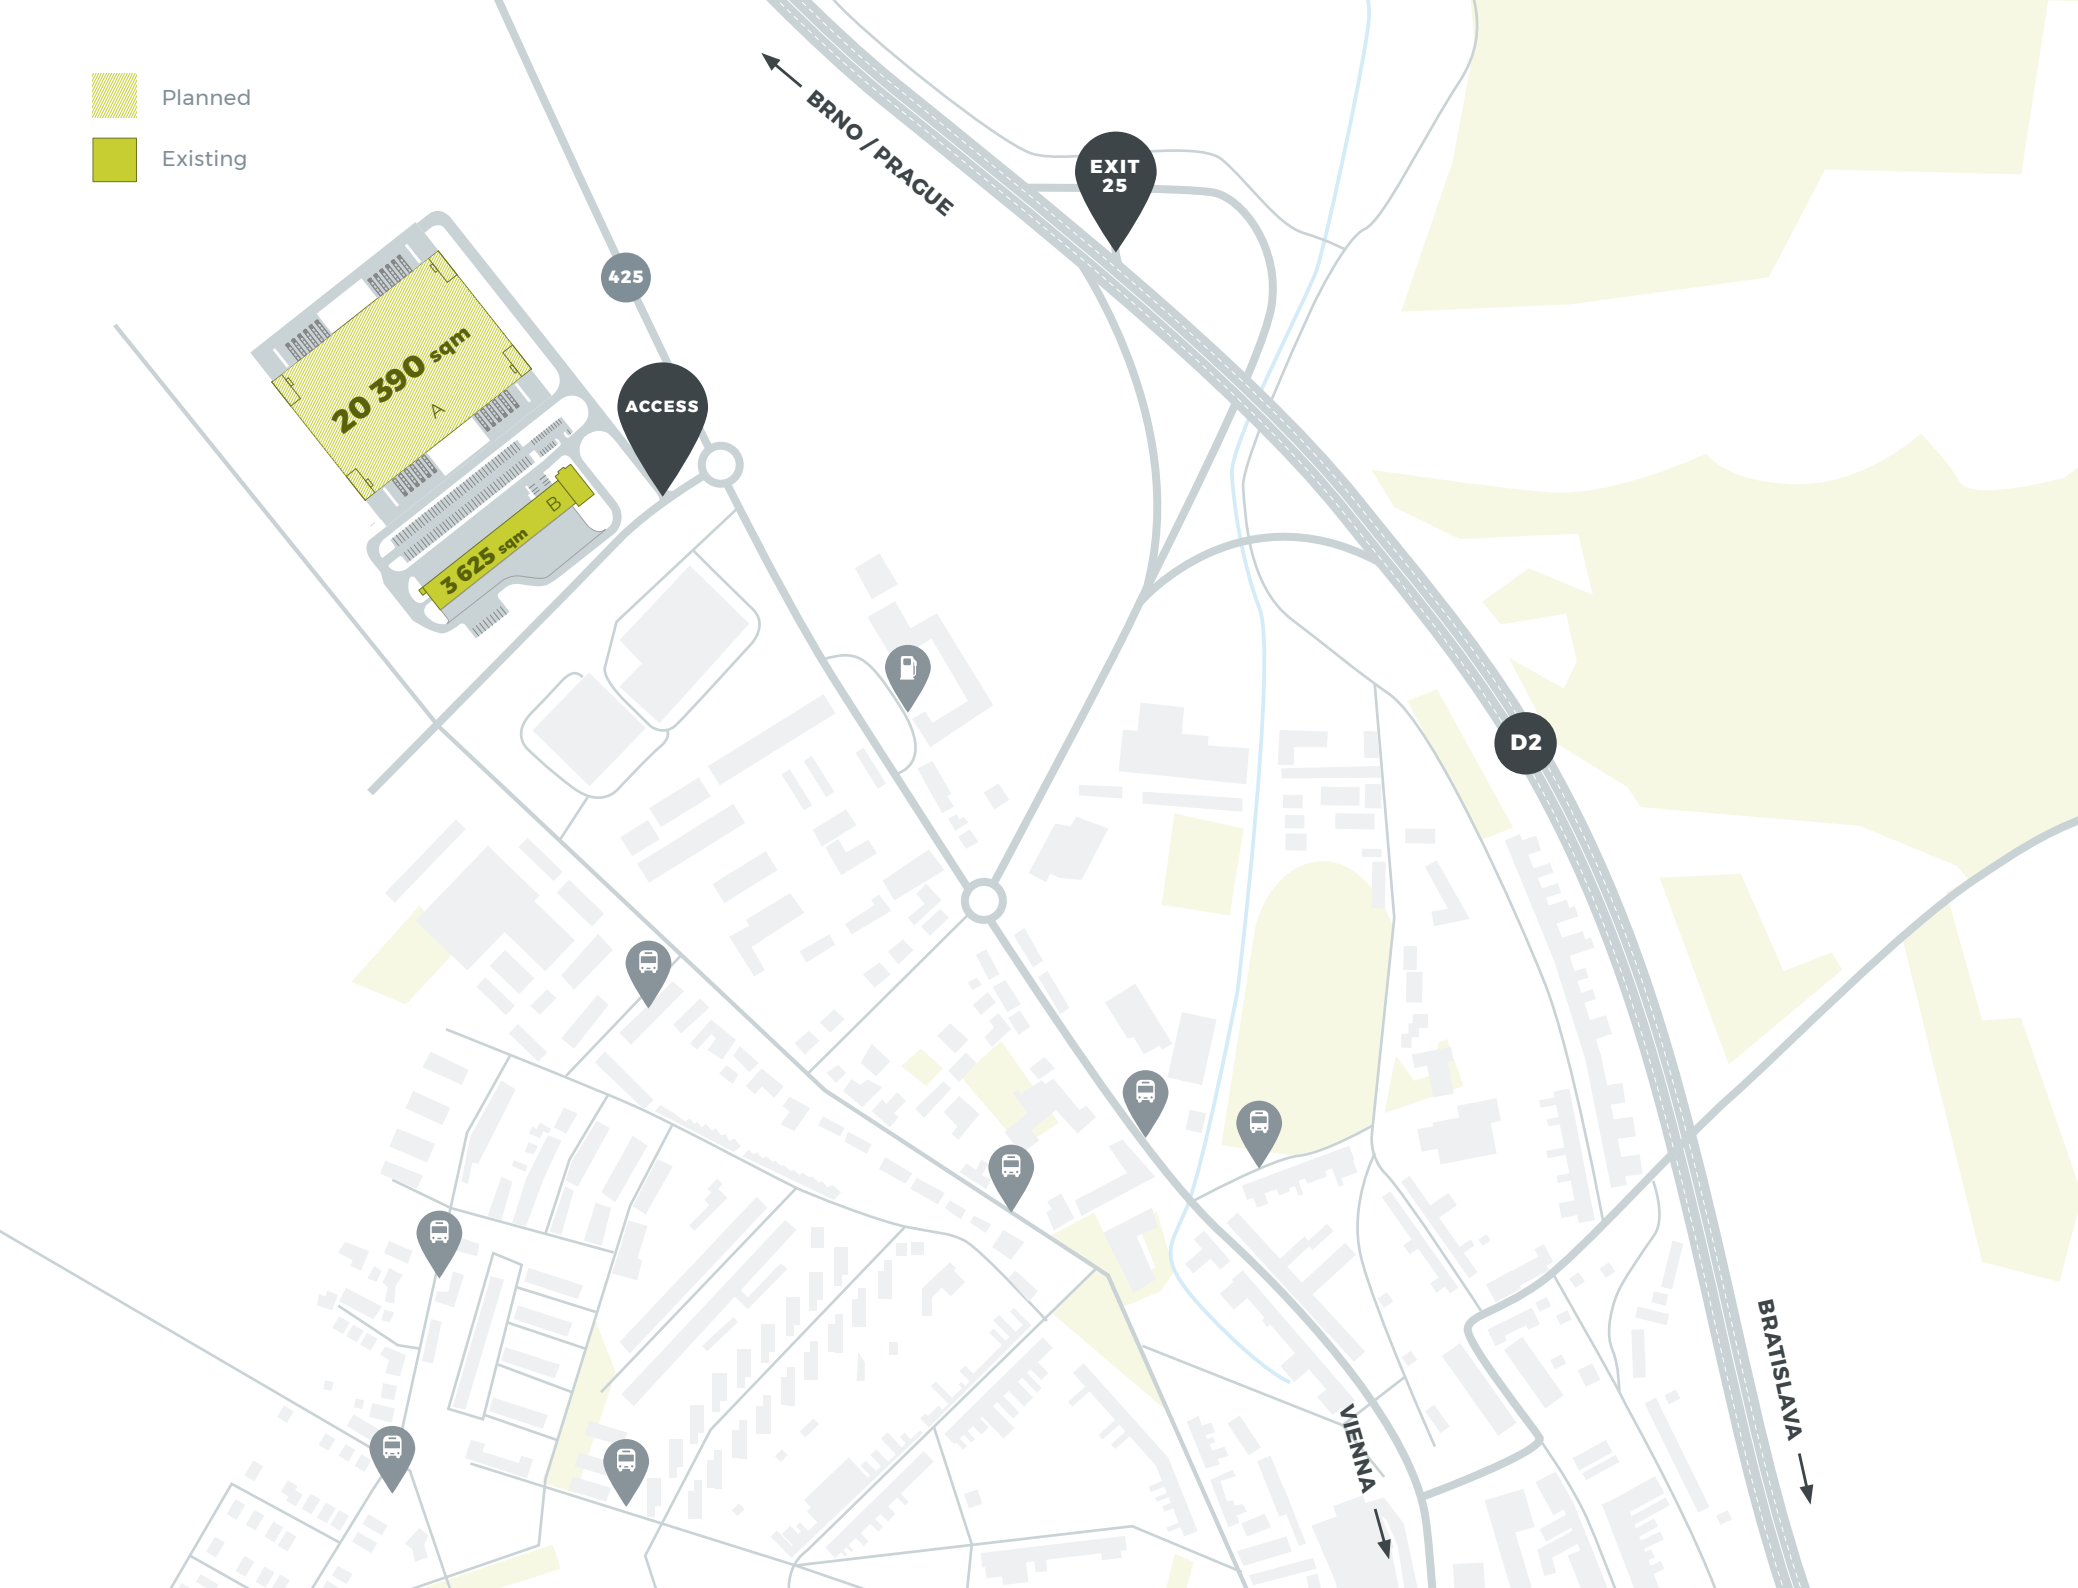 Planned
Existing
BRNO / PRAGUE
EXIT
25
425
20 390 sqm
A
ACCESS
B
3 625 sqm
D2
BRATISLAVA
VIENNA